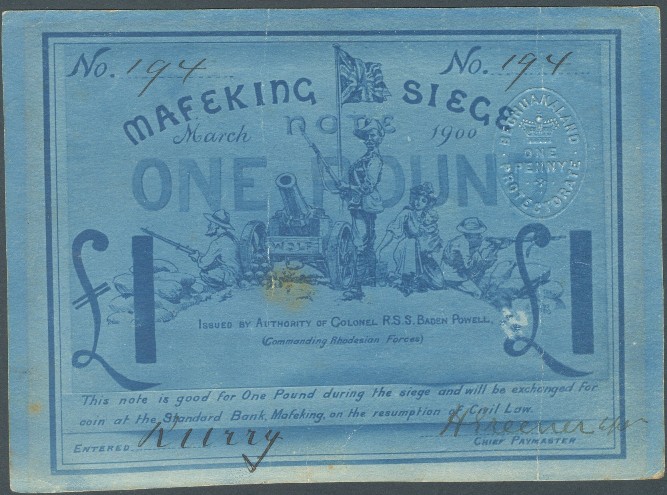 No. 194 No. 194
MAFEKING SIEGE
March NOTE 1900
BECHUANALAND PROTECTORATE
ONE PENNY
ONE POUND
WOLF
£1 £1
ISSUED BY AUTHORITY OF COLONEL R.S.S. BADEN POWELL,
(Commanding Rhodesian Forces)
This note is good for One Pound during the siege and will be exchanged for
coin at the Standard Bank, Mafeking, on the resumption of Civil Law.
ENTERED
CHIEF PAYMASTER